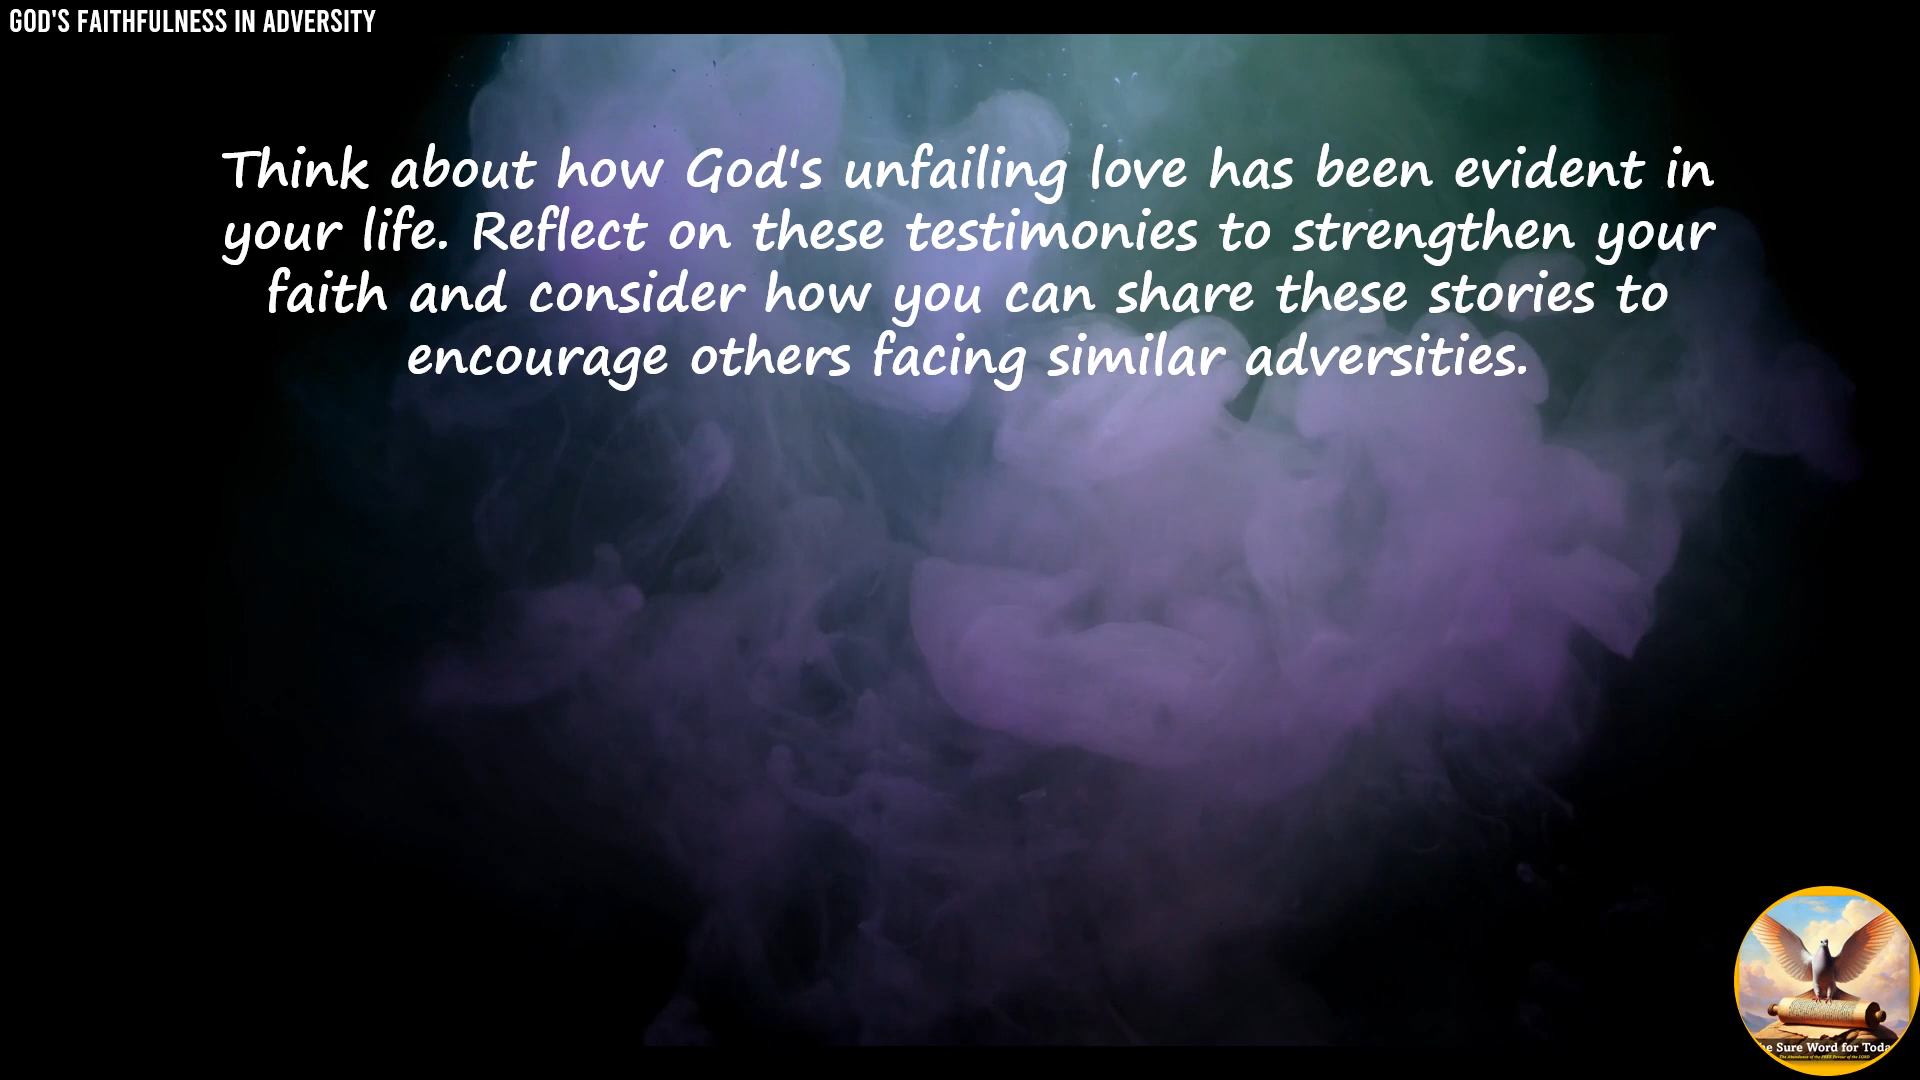 GOD'S FAITHFULNESS IN ADVERSITY
Think about how God's unfailing love has been evident in
your life. Reflect on these testimonies to strengthen your
faith and consider how you can share these stories to
encourage others facing similar adversities.
Sure Word for